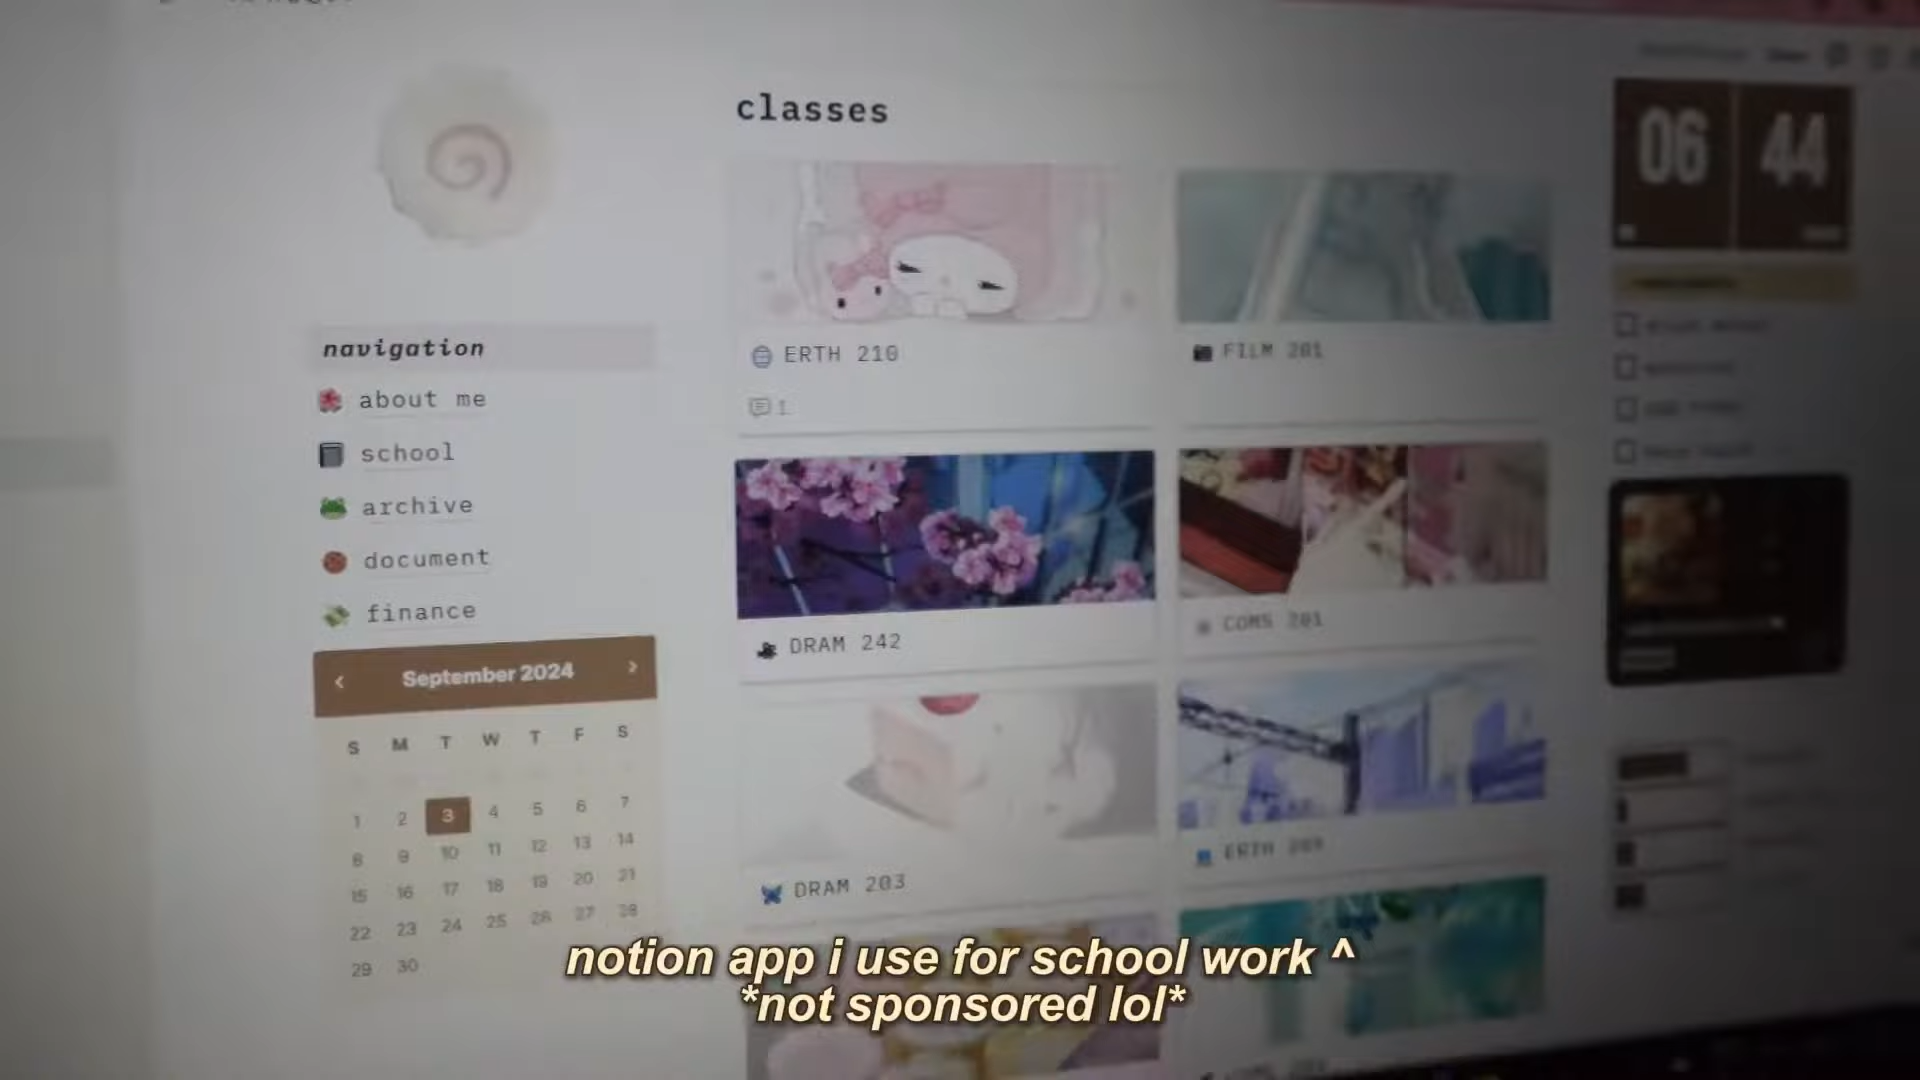 classes
06 44
navigation
about me
school
archive
document
finance
ERTH 210
1
FILM 201
DRAM 242
COMS 201
DRAM 203
ERTH
< September 2024 >
S M T W T F S
1 2 3 4 5 6 7
8 9 10 11 12 13 14
15 16 17 18 19 20 21
22 23 24 25 26 27 28
29 30
notion app i use for school work ^
*not sponsored lol*